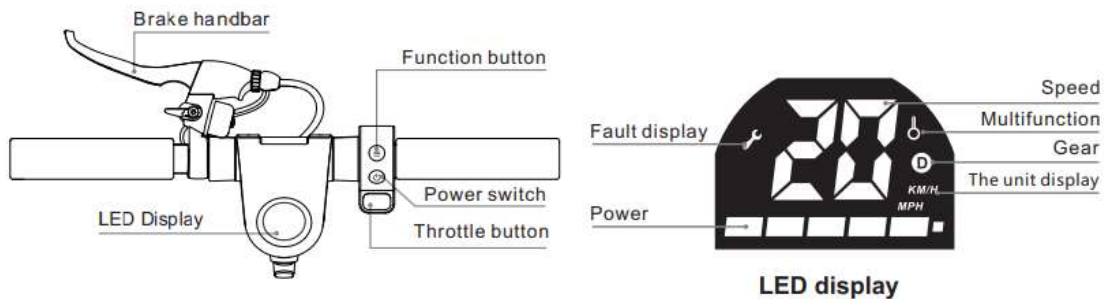 Brake handbar
Function button
Power switch
LED Display
Throttle button
Speed
Multifunction
Fault display
Gear
D
KM/H
The unit display
MPH
Power
20
LED display